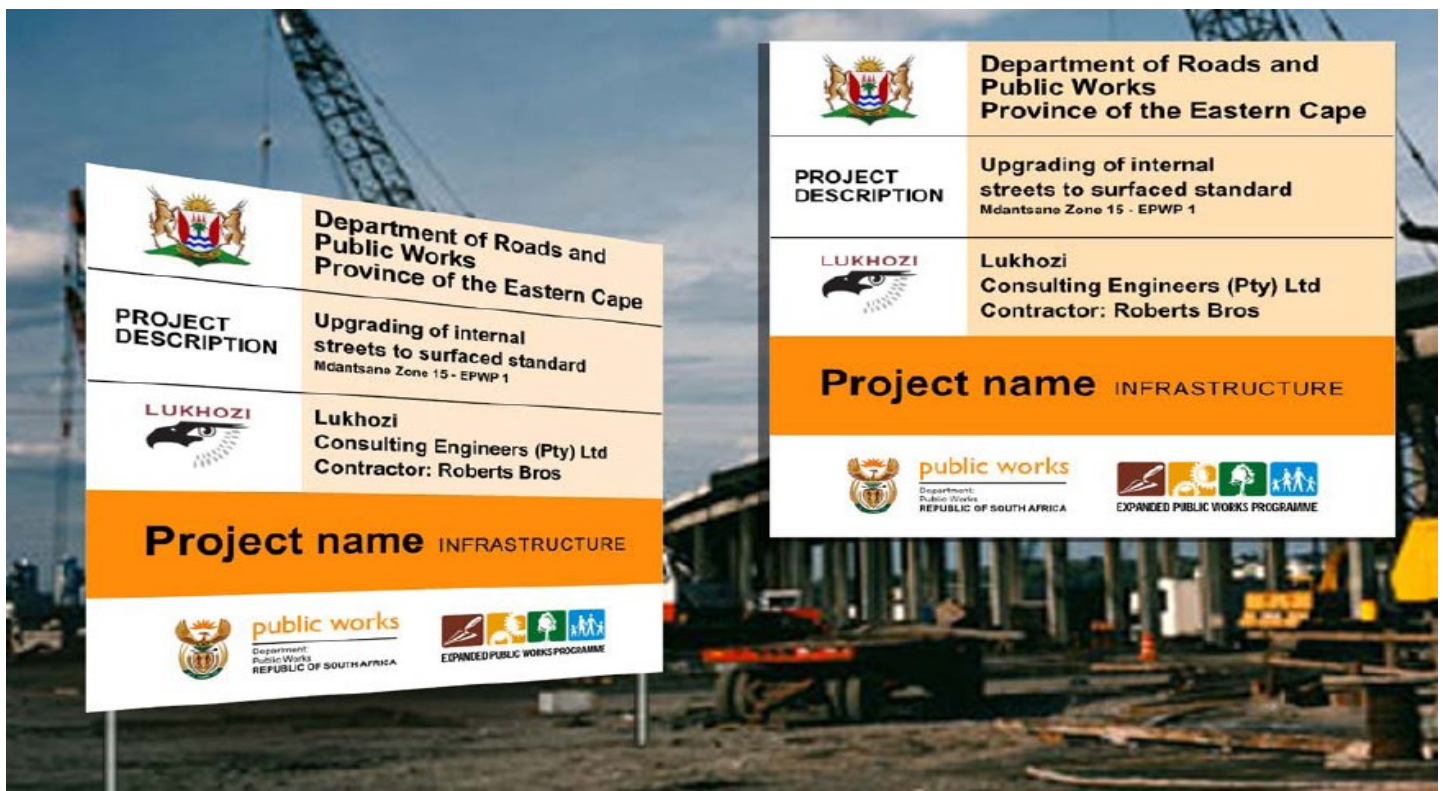 Department of Roads and
Public Works
Province of the Eastern Cape
PROJECT
DESCRIPTION
Upgrading of internal
streets to surfaced standard
Mdantsane Zone 15 - EPWP 1
LUKHOZI
Lukhozi
Consulting Engineers (Pty) Ltd
Contractor: Roberts Bros
Project name INFRASTRUCTURE
public works
Department:
Public Works
REPUBLIC OF SOUTH AFRICA
EXPANDED PUBLIC WORKS PROGRAMME
Department of Roads and
Public Works
Province of the Eastern Cape
PROJECT
DESCRIPTION
Upgrading of internal
streets to surfaced standard
Mdantsane Zone 15 - EPWP 1
LUKHOZI
Lukhozi
Consulting Engineers (Pty) Ltd
Contractor: Roberts Bros
Project name INFRASTRUCTURE
public works
Department:
Public Works
REPUBLIC OF SOUTH AFRICA
EXPANDED PUBLIC WORKS PROGRAMME